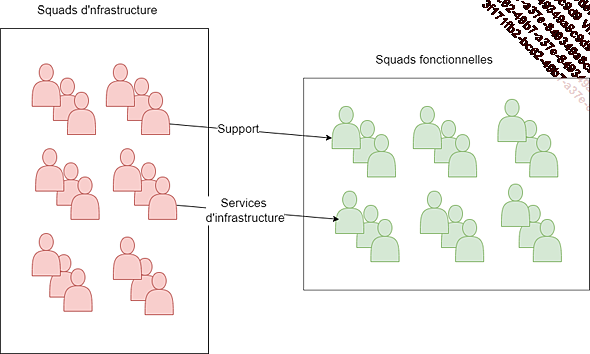 Squads d'nfrastructure
Squads fonctionnelles
Support
Services
d'infrastructure